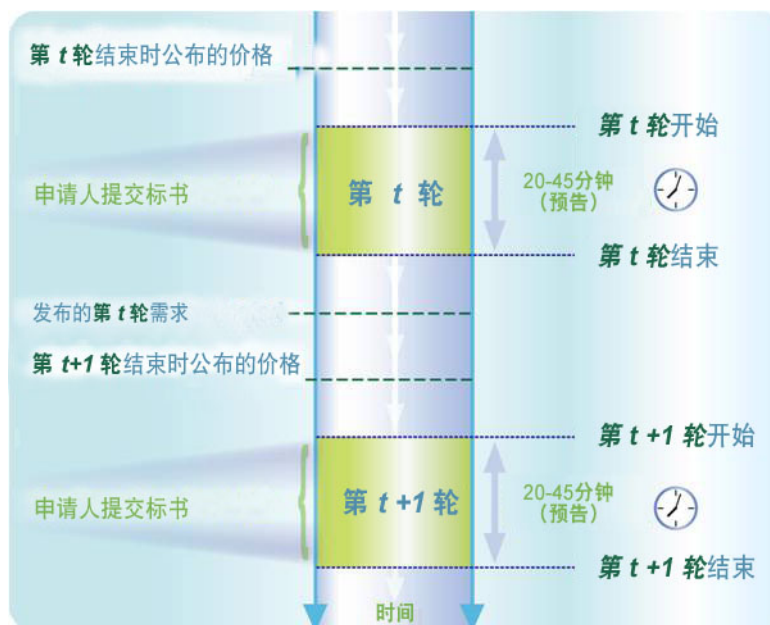 第 t 轮结束时公布的价格
第 t 轮开始
申请人提交标书
第 t 轮
20-45分钟
（预告）
第 t 轮结束
发布的第 t 轮需求
第 t+1 轮结束时公布的价格
第 t +1 轮开始
申请人提交标书
第 t+1 轮
20-45分钟
（预告）
第 t +1 轮结束
时间